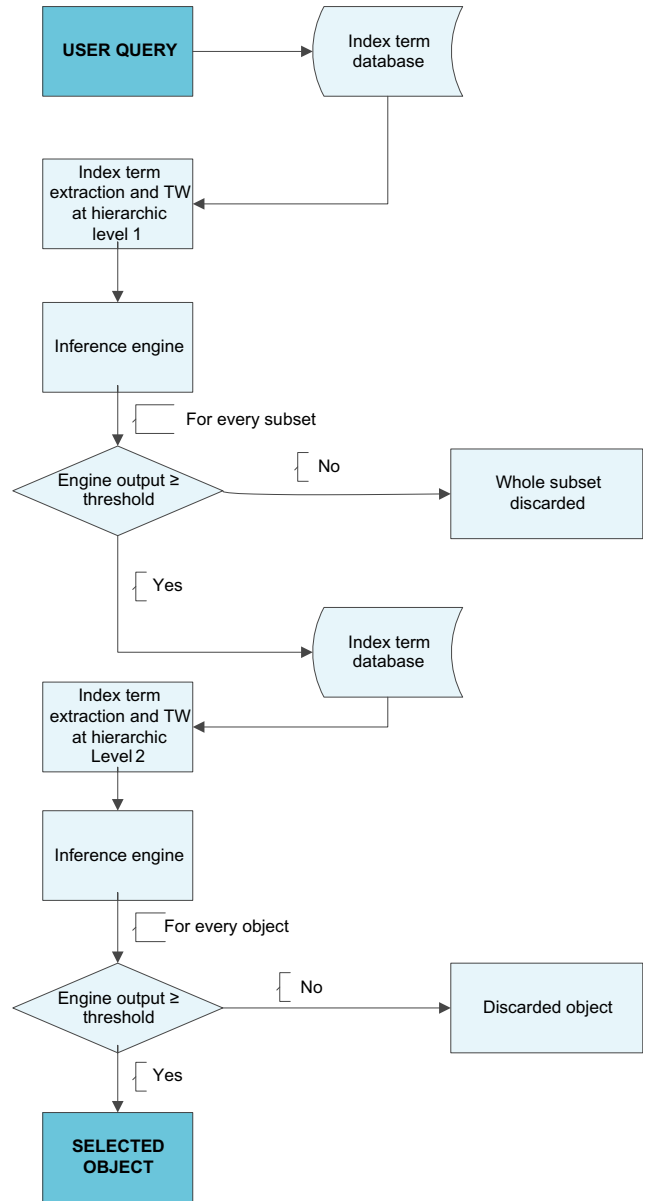 USER QUERY
Index term
database
Index term
extraction and TW
at hierarchic
level 1
Inference engine
For every subset
Engine output ≥
threshold
No
Whole subset
discarded
Yes
Index term
database
Index term
extraction and TW
at hierarchic
Level 2
Inference engine
For every object
Engine output ≥
threshold
No
Discarded object
Yes
SELECTED
OBJECT